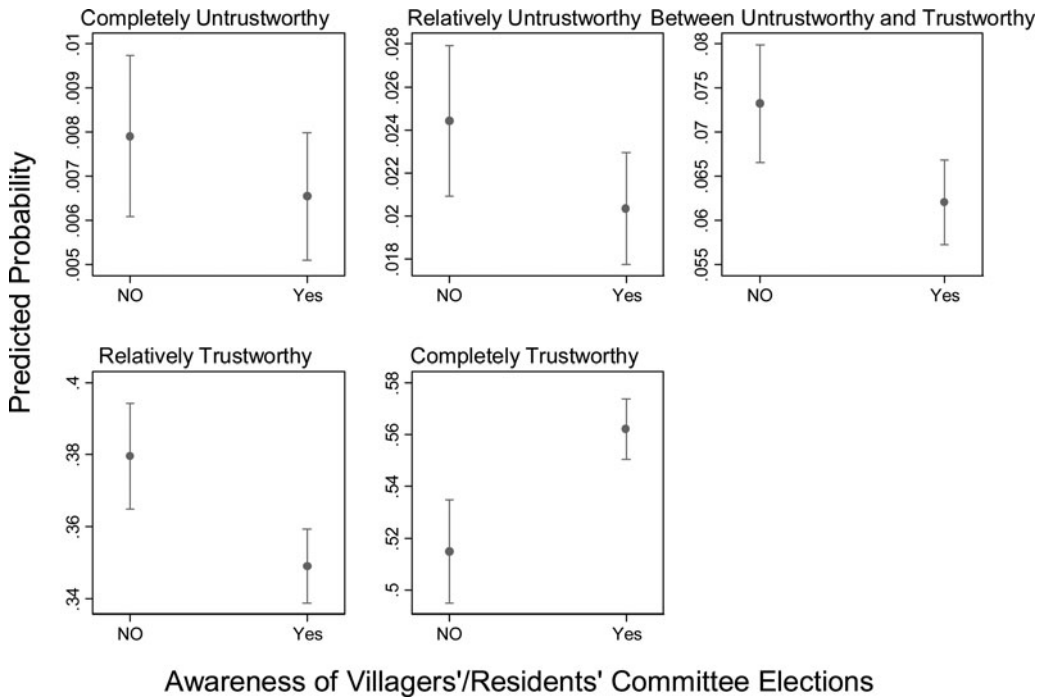 Completely Untrustworthy
.01
.009
.008
.007
.006
.005
NO
Yes
Relatively Untrustworthy
.028
.026
.024
.022
.02
.018
NO
Yes
Between Untrustworthy and Trustworthy
.08
.075
.07
.065
.06
.055
NO
Yes
Predicted Probability
Relatively Trustworthy
.4
.38
.36
.34
NO
Yes
Completely Trustworthy
.58
.56
.54
.52
.5
NO
Yes
Awareness of Villagers'/Residents' Committee Elections